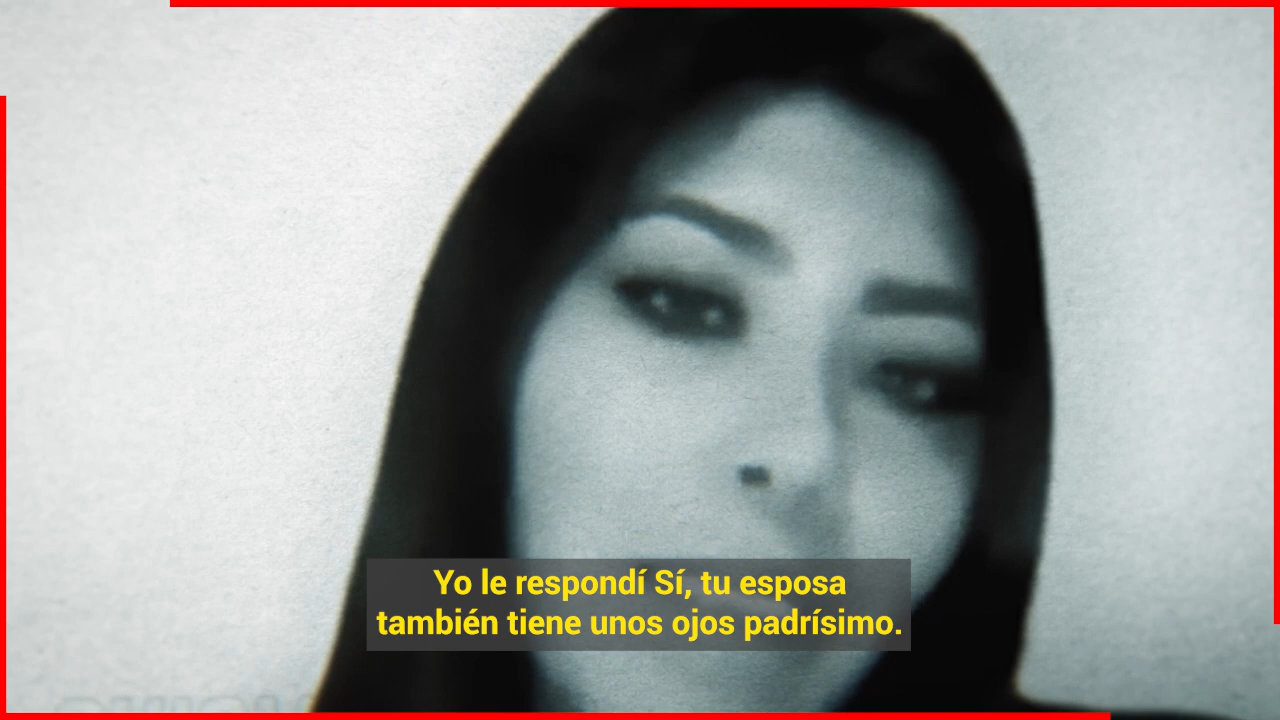 Yo le respondí Sí, tu esposa
también tiene unos ojos padrísimo.